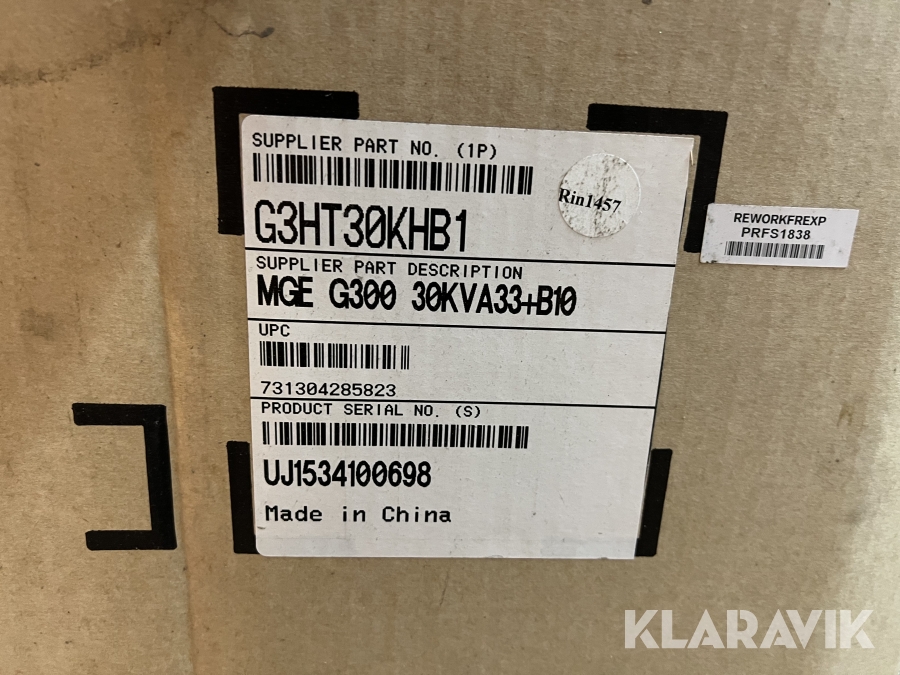 SUPPLIER PART NO. (1P)
Rin1457
G3HT30KHB1
SUPPLIER PART DESCRIPTION
MGE G300 30KVA33+B10
UPC
731304285823
PRODUCT SERIAL NO. (S)
UJ1534100698
Made in China
REWORKFREXP
PRFS1838
KLARAVIK